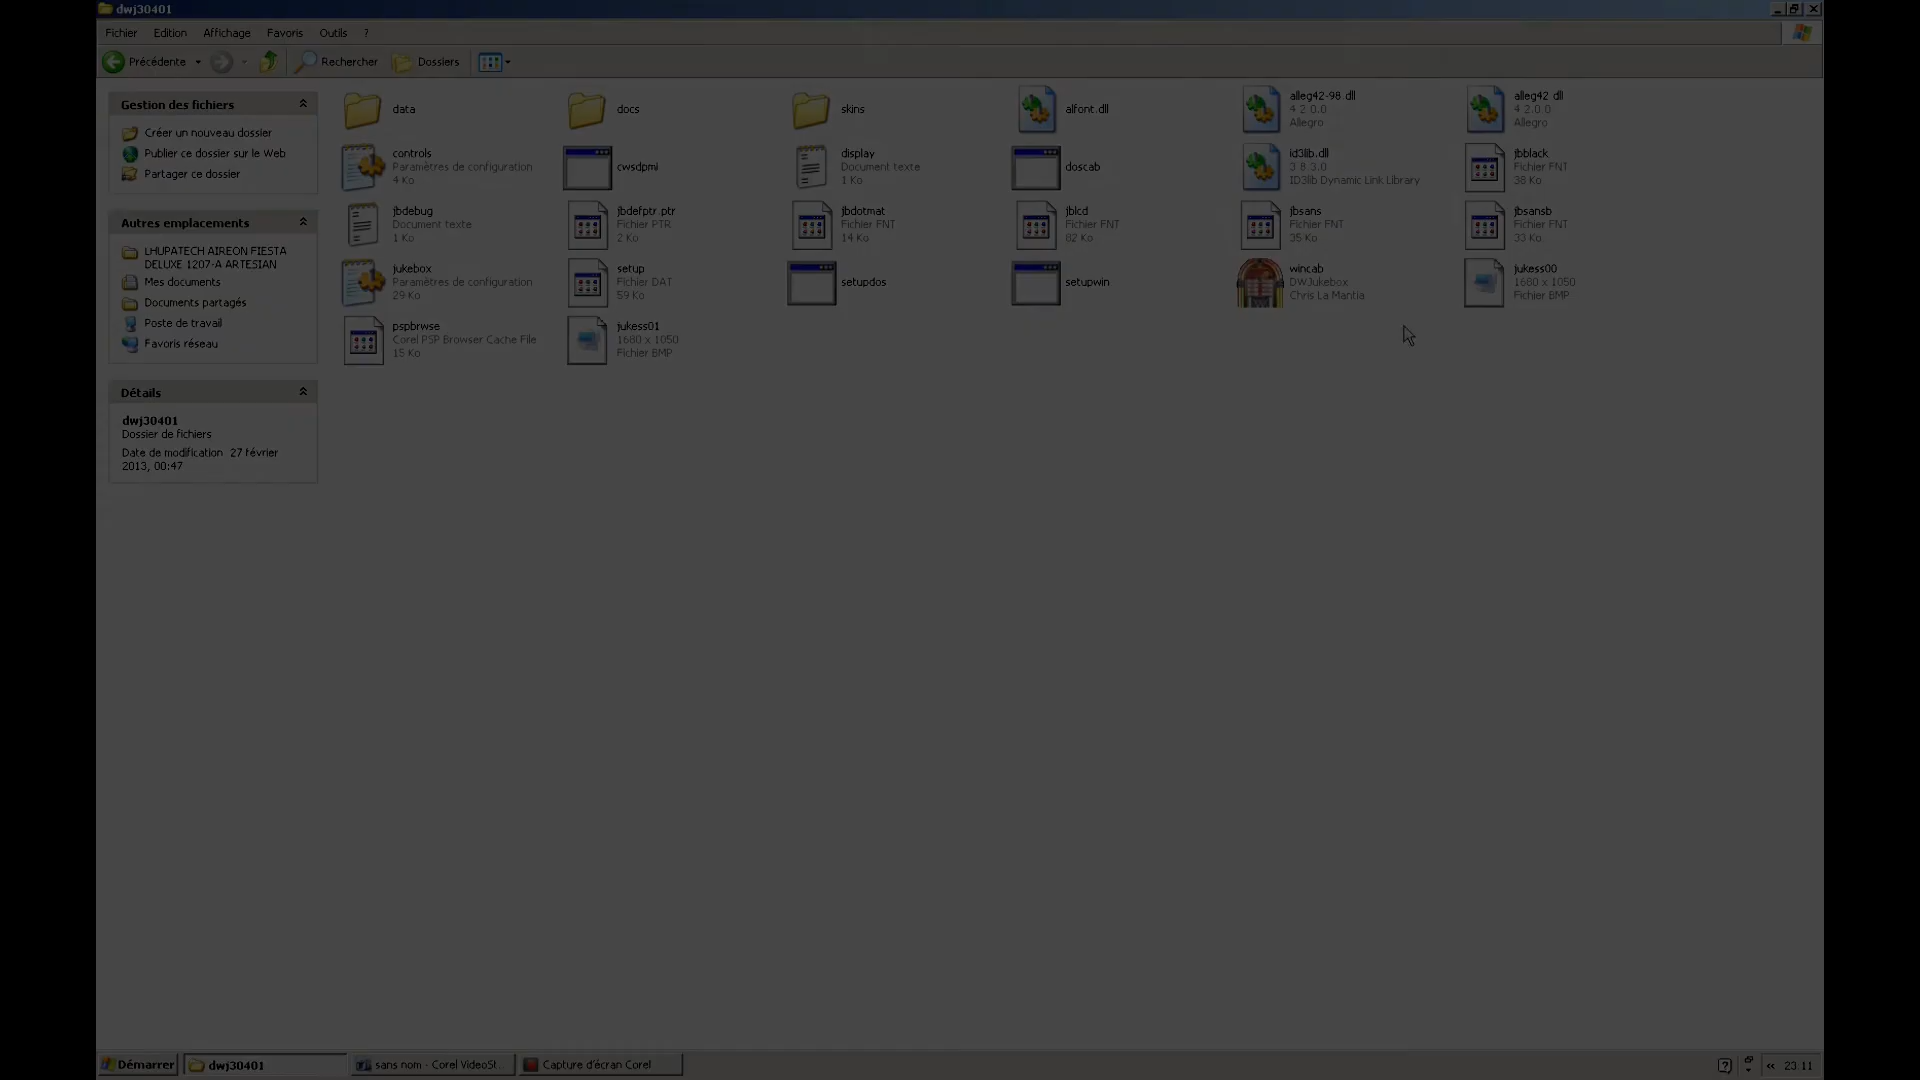 dwj30401
Fichier Edition Affichage Favoris Outils ?
Précédente Rechercher Dossiers
Gestion des fichiers
Créer un nouveau dossier
Publier ce dossier sur le Web
Partager ce dossier
Autres emplacements
LHUPATECH AIREON FIESTA
DELUXE 1207-A ARTESIAN
Mes documents
Documents partagés
Poste de travail
Favoris réseau
Détails
dwj30401
Dossier de fichiers
Date de modification 27 février
2013, 00:47
data
docs
skins
alfont.dll
alleg42-98.dll
4.2.0.0
Allegro
alleg42.dll
4.2.0.0
Allegro
controls
Paramètres de configuration
4 Ko
cwsdpmi
display
Document texte
1 Ko
doscab
id3lib.dll
3.8.3.0
ID3lib Dynamic Link Library
jbblack
Fichier FNT
38 Ko
jbdebug
Document texte
1 Ko
jbdefptr.ptr
Fichier PTR
2 Ko
jbdotmat
Fichier FNT
14 Ko
jblcd
Fichier FNT
82 Ko
jbsans
Fichier FNT
35 Ko
jbsansb
Fichier FNT
33 Ko
jukebox
Paramètres de configuration
29 Ko
setup
Fichier DAT
59 Ko
setupdos
setupwin
wincab
DWJukebox
Chris La Mantia
jukess00
1680 x 1050
Fichier BMP
pspbrwse
Corel PSP Browser Cache File
15 Ko
jukess01
1680 x 1050
Fichier BMP
Démarrer
dwj30401
sans nom - Corel VideoSt...
Capture d'écran Corel
23:11